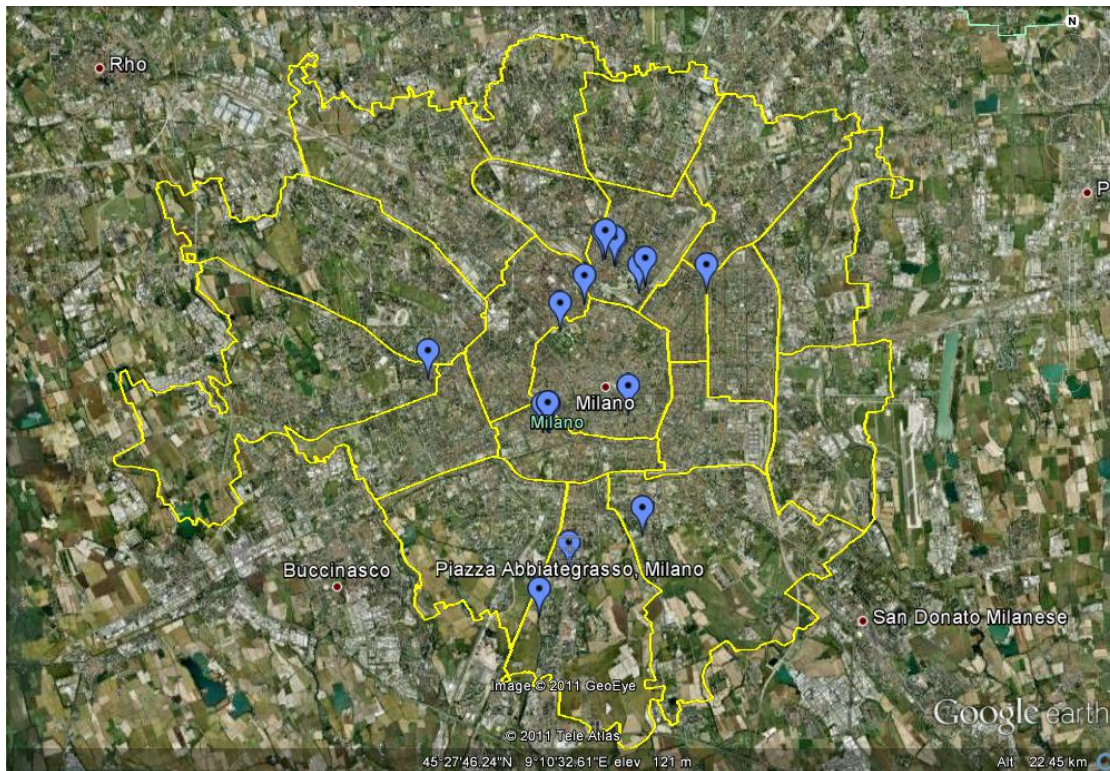 N
Rho
P
Milano
Milano
Buccinasco
Piazza Abbiategrasso, Milano
San Donato Milanese
Image © 2011 GeoEye
Google earth
© 2011 Tele Atlas
45°27'46.24"N 9°10'32.61"E elev 121 m Alt 22.45 km